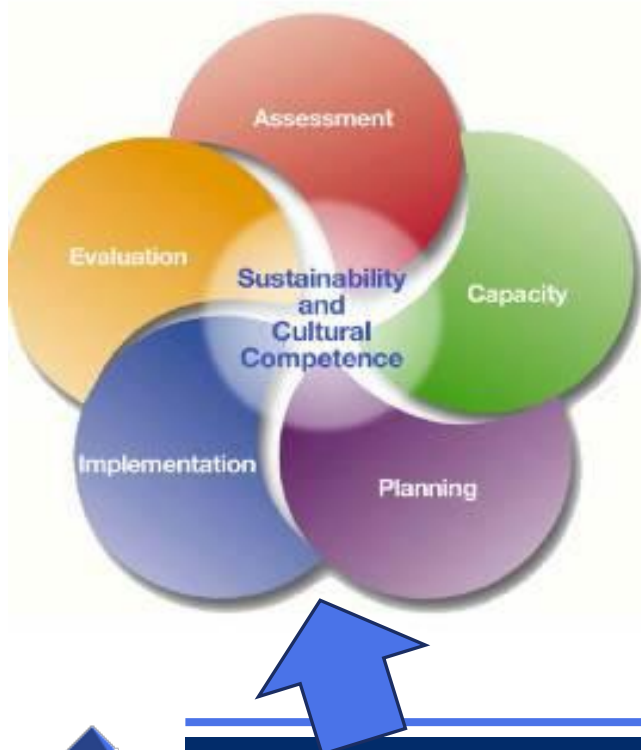 Assessment
Evaluation
Capacity
Sustainability
and
Cultural
Competence
Implementation
Planning